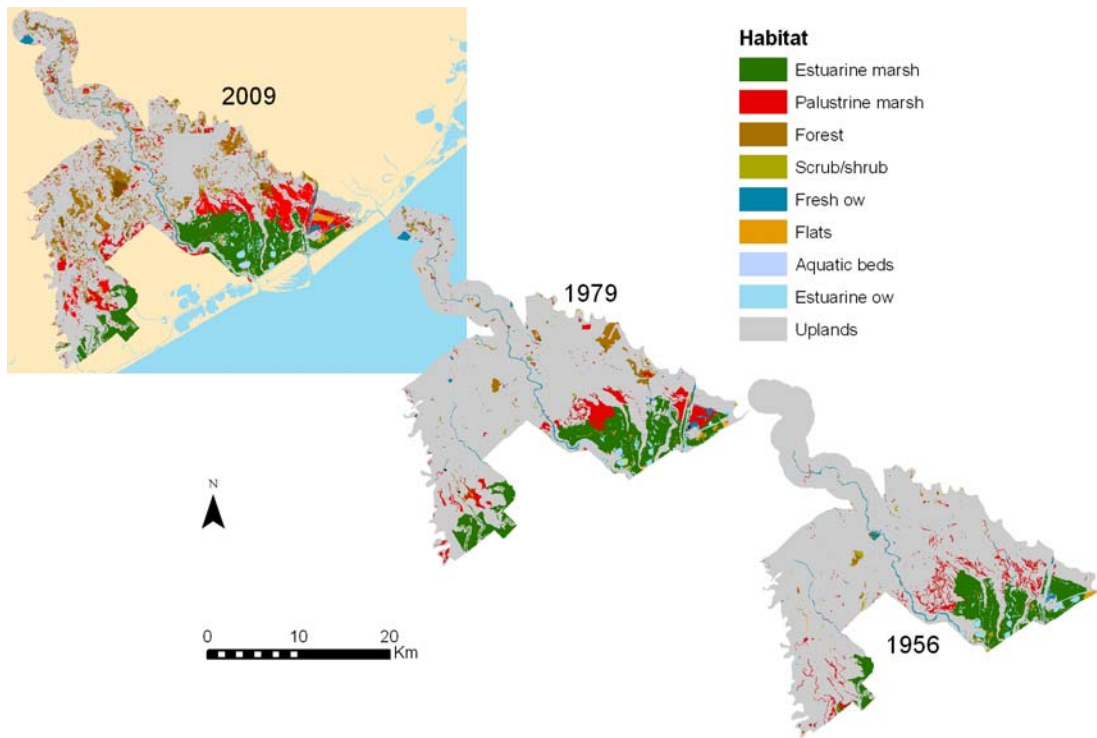 2009
1979
1956
Habitat
Estuarine marsh
Palustrine marsh
Forest
Scrub/shrub
Fresh ow
Flats
Aquatic beds
Estuarine ow
Uplands
N
0 10 20
Km